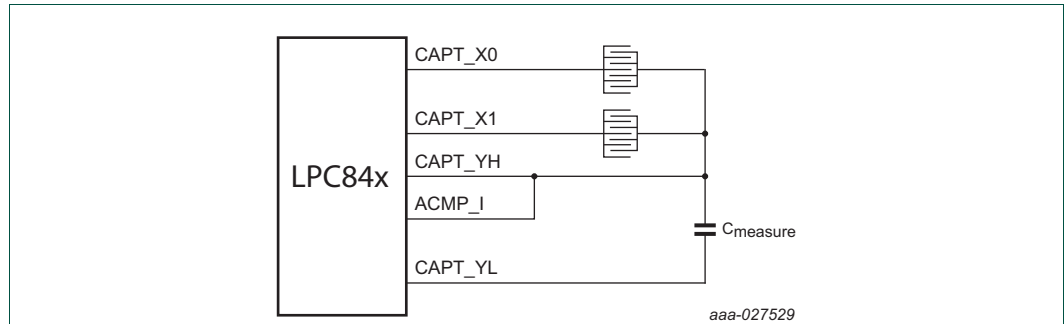 CAPT_X0
CAPT_X1
CAPT_YH
LPC84x
ACMP_I
Cmeasure
CAPT_YL
aaa-027529